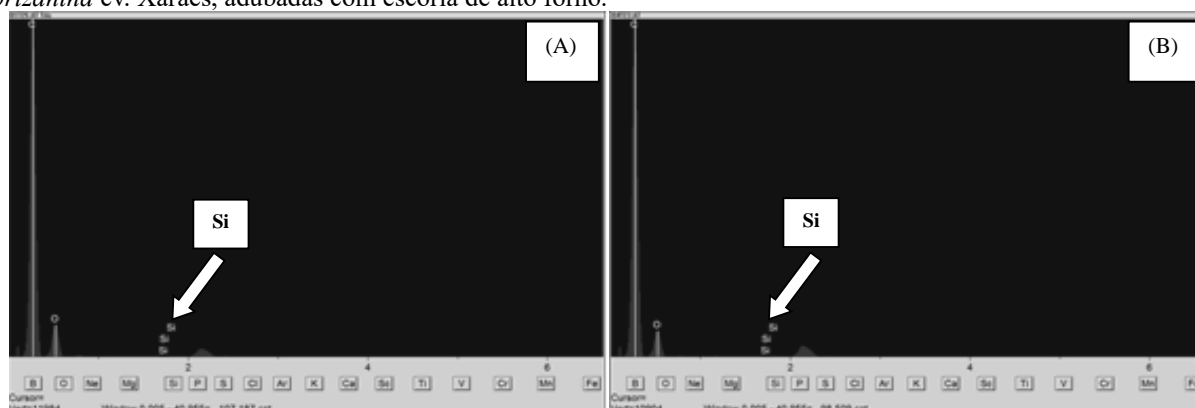 orizantha cv. Xaraés, adubadas com escória de alto forno.
(A) (B)
C C
Si Si
O O
Si Si
Si Si
Si Si
2 4 6 2 4 6
B O Ne Mg Si P S Cl Ar K Ca Sc Ti V Cr Mn Fe B O Ne Mg Si P S Cl Ar K Ca Sc Ti V Cr Mn
Cursor= Cursor=